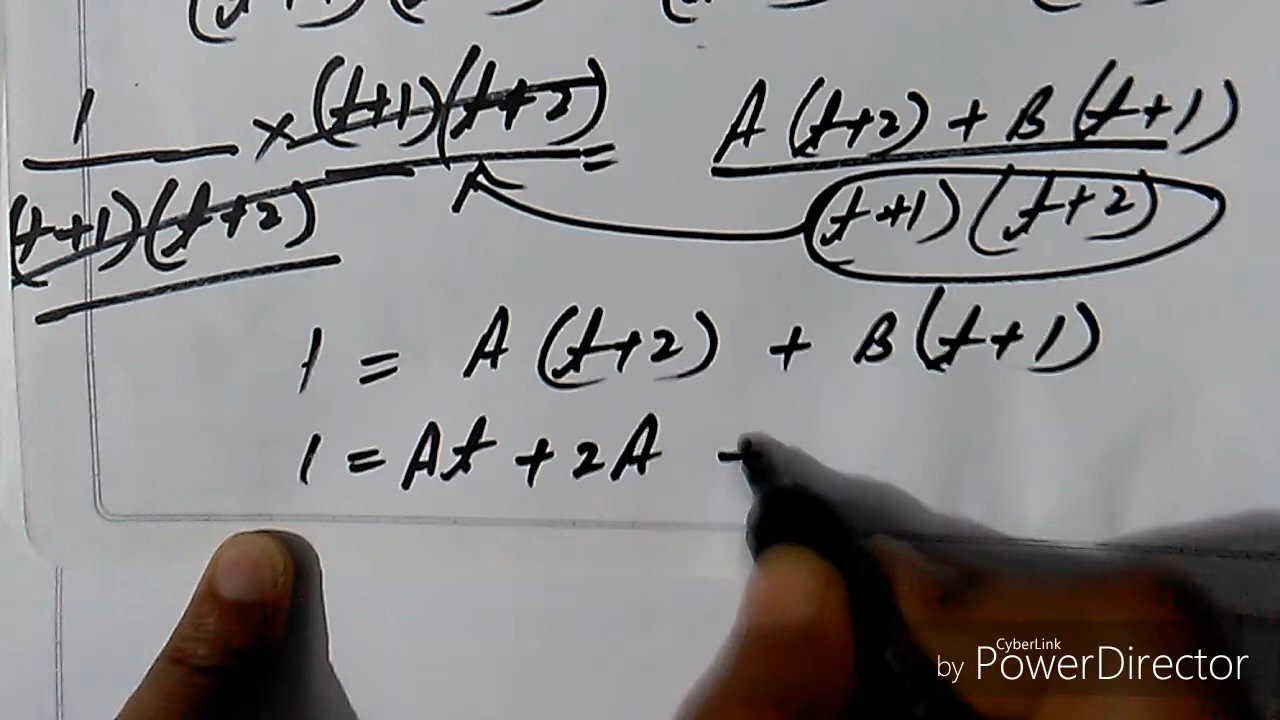 1 × (t+1)(t+2) = A(t+2) + B(t+1)
(t+1)(t+2) (t+1)(t+2)
1 = A(t+2) + B(t+1)
1 = At + 2A +
by CyberLink PowerDirector